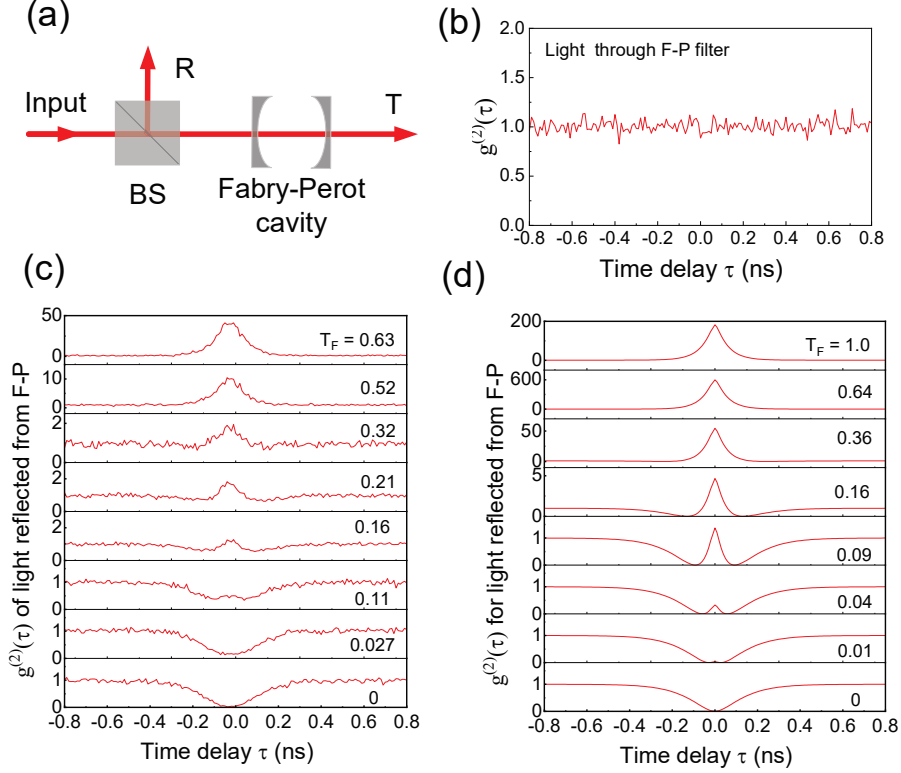 (a)
R
Input
T
BS
Fabry-Perot
cavity
(b)
2.0
1.5
1.0
0.5
0.0
g(2)(τ)
Light through F-P filter
-0.8 -0.6 -0.4 -0.2 0.0 0.2 0.4 0.6 0.8
Time delay τ (ns)
(c)
g(2)(τ) of light reflected from F-P
50
0
TF = 0.63
10
0
0.52
2
0
0.32
2
0
0.21
2
0
0.16
1
0
0.11
1
0
0.027
1
0
0
-0.8 -0.6 -0.4 -0.2 0.0 0.2 0.4 0.6 0.8
Time delay τ (ns)
(d)
g(2)(τ) for light reflected from F-P
200
0
TF = 1.0
600
0
0.64
50
0
0.36
5
0
0.16
1
0
0.09
1
0
0.04
1
0
0.01
1
0
0
-0.8 -0.6 -0.4 -0.2 0.0 0.2 0.4 0.6 0.8
Time delay τ (ns)